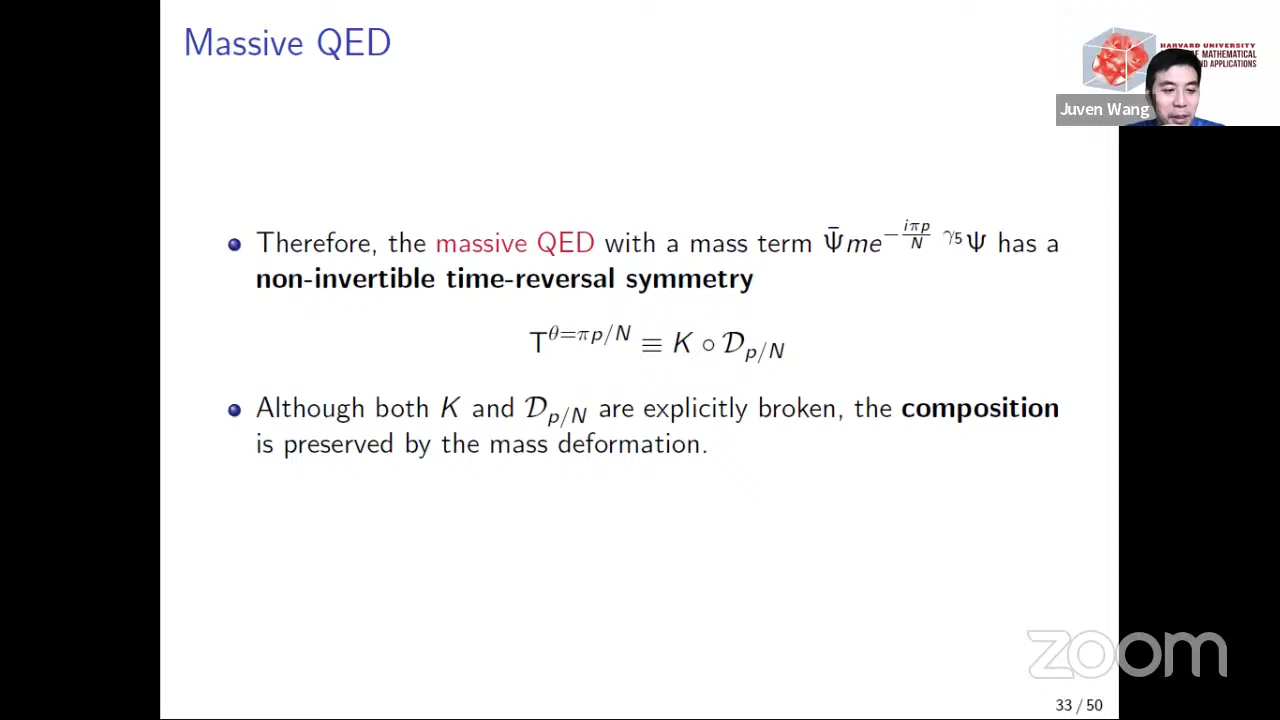 Massive QED
HARVARD UNIVERSITY
OF MATHEMATICAL
AND APPLICATIONS
Juven Wang
Therefore, the massive QED with a mass term Ψ̄me^{−iπp/N γ₅}Ψ has a
non-invertible time-reversal symmetry
T^{θ=πp/N} ≡ K ∘ 𝒟_{p/N}
Although both K and 𝒟_{p/N} are explicitly broken, the composition
is preserved by the mass deformation.
zoom
33 / 50